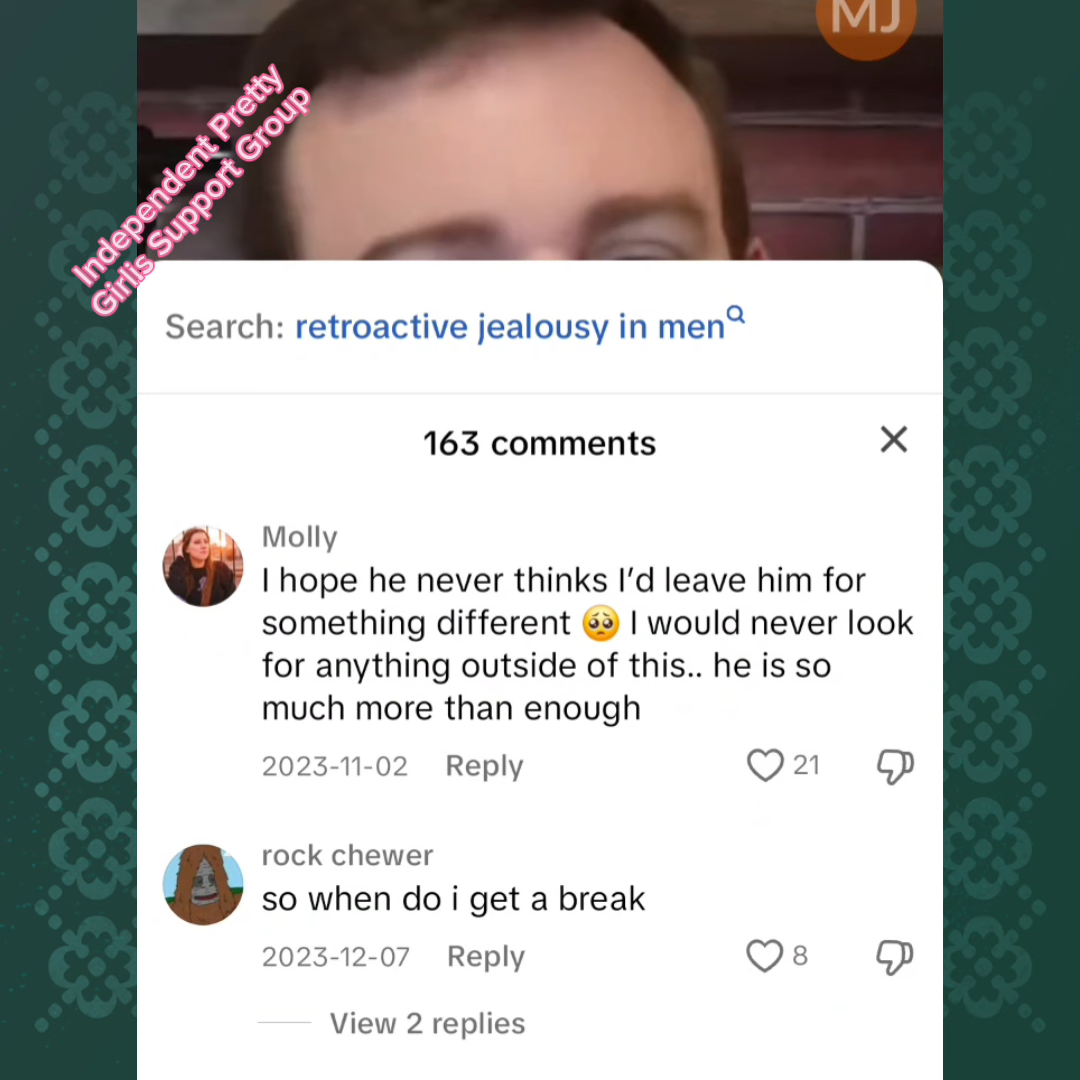 MJ
Independent Pretty
Girlis Support Group
Search: retroactive jealousy in men
163 comments
Molly
I hope he never thinks I'd leave him for
something different 🥺 I would never look
for anything outside of this.. he is so
much more than enough
2023-11-02 Reply 21
rock chewer
so when do i get a break
2023-12-07 Reply 8
View 2 replies